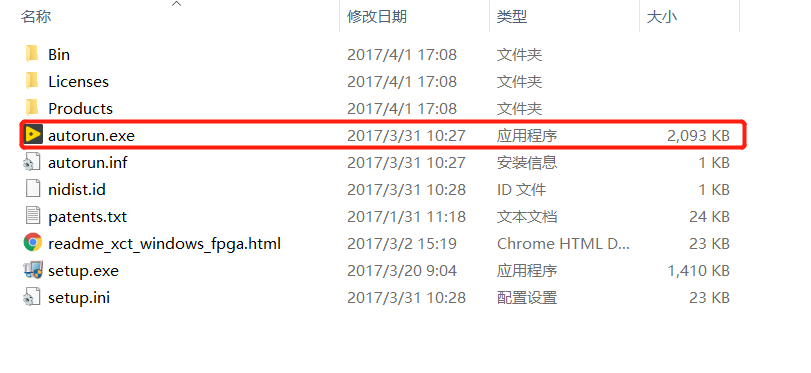 名称 修改日期 类型 大小
Bin 2017/4/1 17:08 文件夹
Licenses 2017/4/1 17:08 文件夹
Products 2017/4/1 17:08 文件夹
autorun.exe 2017/3/31 10:27 应用程序 2,093 KB
autorun.inf 2017/3/31 10:27 安装信息 1 KB
nidist.id 2017/3/31 10:28 ID 文件 1 KB
patents.txt 2017/1/31 11:18 文本文档 24 KB
readme_xct_windows_fpga.html 2017/3/2 15:19 Chrome HTML D... 23 KB
setup.exe 2017/3/20 9:04 应用程序 1,410 KB
setup.ini 2017/3/31 10:28 配置设置 23 KB